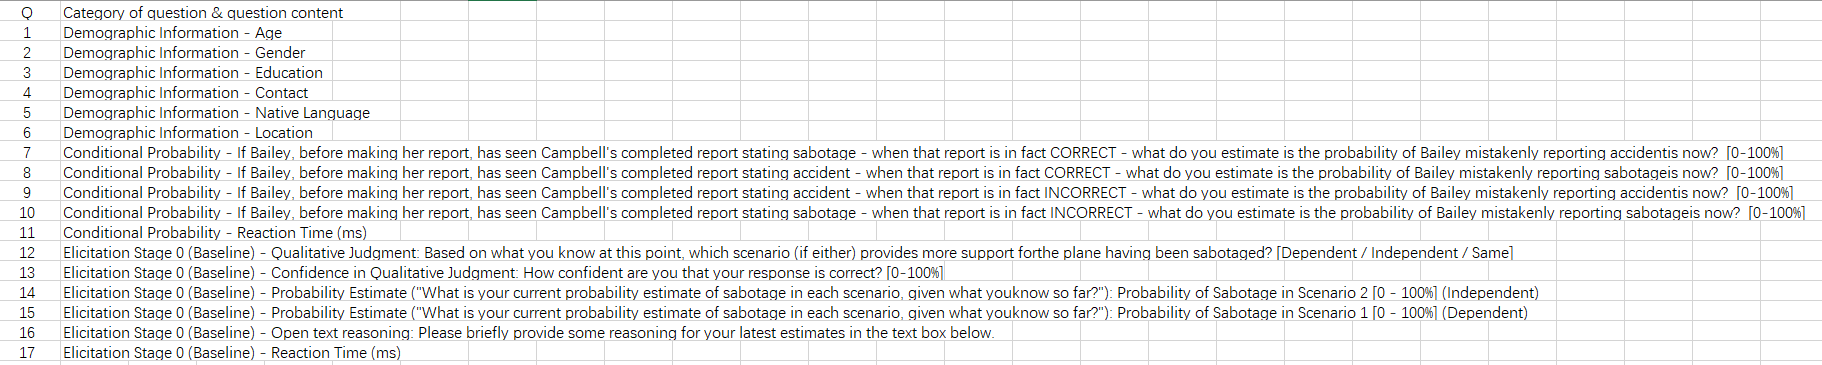 Q Category of question & question content
1 Demographic Information - Age
2 Demographic Information - Gender
3 Demographic Information - Education
4 Demographic Information - Contact
5 Demographic Information - Native Language
6 Demographic Information - Location
7 Conditional Probability - If Bailey, before making her report, has seen Campbell's completed report stating sabotage - when that report is in fact CORRECT - what do you estimate is the probability of Bailey mistakenly reporting accidentis now? [0-100%]
8 Conditional Probability - If Bailey, before making her report, has seen Campbell's completed report stating accident - when that report is in fact CORRECT - what do you estimate is the probability of Bailey mistakenly reporting sabotageis now? [0-100%]
9 Conditional Probability - If Bailey, before making her report, has seen Campbell's completed report stating accident - when that report is in fact INCORRECT - what do you estimate is the probability of Bailey mistakenly reporting accidentis now? [0-100%]
10 Conditional Probability - If Bailey, before making her report, has seen Campbell's completed report stating sabotage - when that report is in fact INCORRECT - what do you estimate is the probability of Bailey mistakenly reporting sabotageis now? [0-100%]
11 Conditional Probability - Reaction Time (ms)
12 Elicitation Stage 0 (Baseline) - Qualitative Judgment: Based on what you know at this point, which scenario (if either) provides more support forthe plane having been sabotaged? [Dependent / Independent / Same]
13 Elicitation Stage 0 (Baseline) - Confidence in Qualitative Judgment: How confident are you that your response is correct? [0-100%]
14 Elicitation Stage 0 (Baseline) - Probability Estimate ("What is your current probability estimate of sabotage in each scenario, given what youknow so far?"): Probability of Sabotage in Scenario 2 [0 - 100%] (Independent)
15 Elicitation Stage 0 (Baseline) - Probability Estimate ("What is your current probability estimate of sabotage in each scenario, given what youknow so far?"): Probability of Sabotage in Scenario 1 [0 - 100%] (Dependent)
16 Elicitation Stage 0 (Baseline) - Open text reasoning: Please briefly provide some reasoning for your latest estimates in the text box below.
17 Elicitation Stage 0 (Baseline) - Reaction Time (ms)